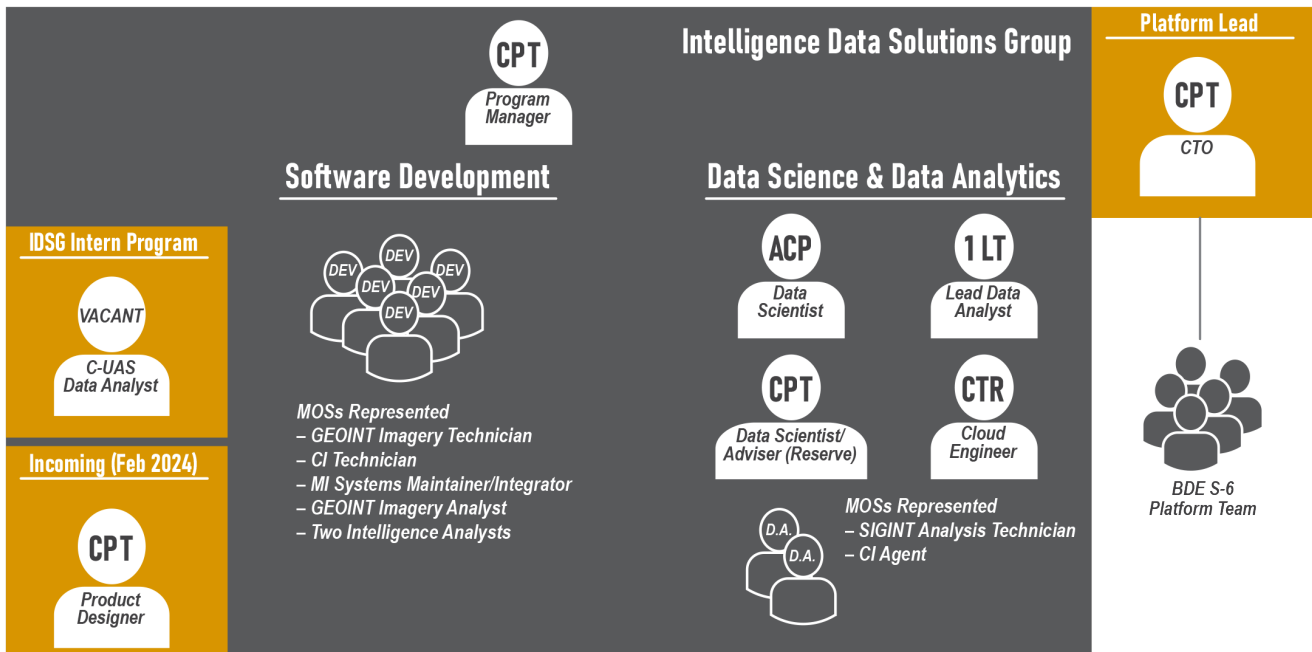 Intelligence Data Solutions Group
CPT
Program
Manager
Platform Lead
CPT
CTO
BDE S-6
Platform Team
Software Development
DEV
DEV
DEV
DEV
DEV
DEV
MOSs Represented
– GEOINT Imagery Technician
– CI Technician
– MI Systems Maintainer/Integrator
– GEOINT Imagery Analyst
– Two Intelligence Analysts
Data Science & Data Analytics
ACP
Data
Scientist
1LT
Lead Data
Analyst
CPT
Data Scientist/
Adviser (Reserve)
CTR
Cloud
Engineer
D.A.
D.A.
MOSs Represented
– SIGINT Analysis Technician
– CI Agent
IDSG Intern Program
VACANT
C-UAS
Data Analyst
Incoming (Feb 2024)
CPT
Product
Designer